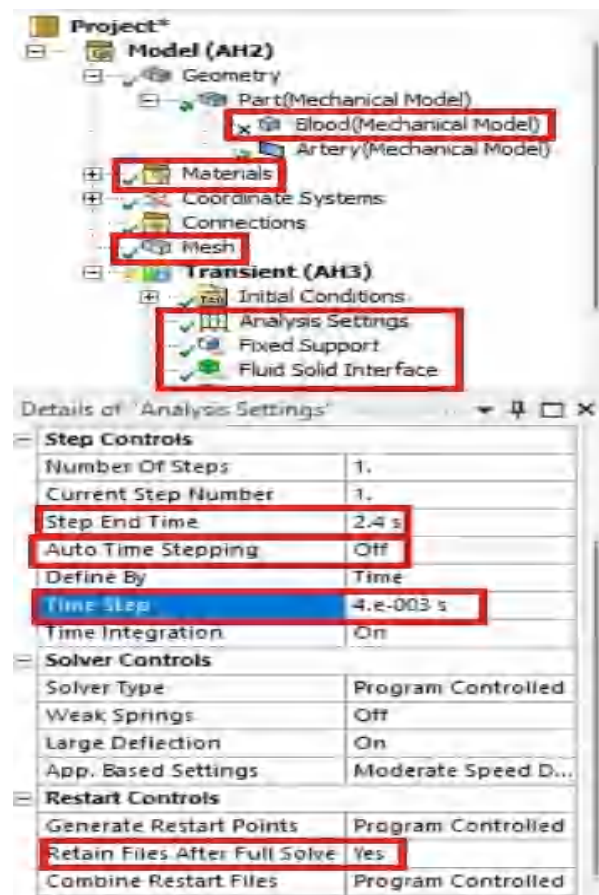 Project*
Model (AH2)
Geometry
Part(Mechanical Model)
Blood(Mechanical Model)
Artery(Mechanical Model)
Materials
Coordinate Systems
Connections
Mesh
Transient (AH3)
Initial Conditions
Analysis Settings
Fixed Support
Fluid Solid Interface
Details of "Analysis Settings"
Step Controls
Number Of Steps 1.
Current Step Number 1.
Step End Time 2.4 s
Auto Time Stepping Off
Define By Time
Time Step 4.e-003 s
Time Integration On
Solver Controls
Solver Type Program Controlled
Weak Springs Off
Large Deflection On
App. Based Settings Moderate Speed D...
Restart Controls
Generate Restart Points Program Controlled
Retain Files After Full Solve Yes
Combine Restart Files Program Controlled